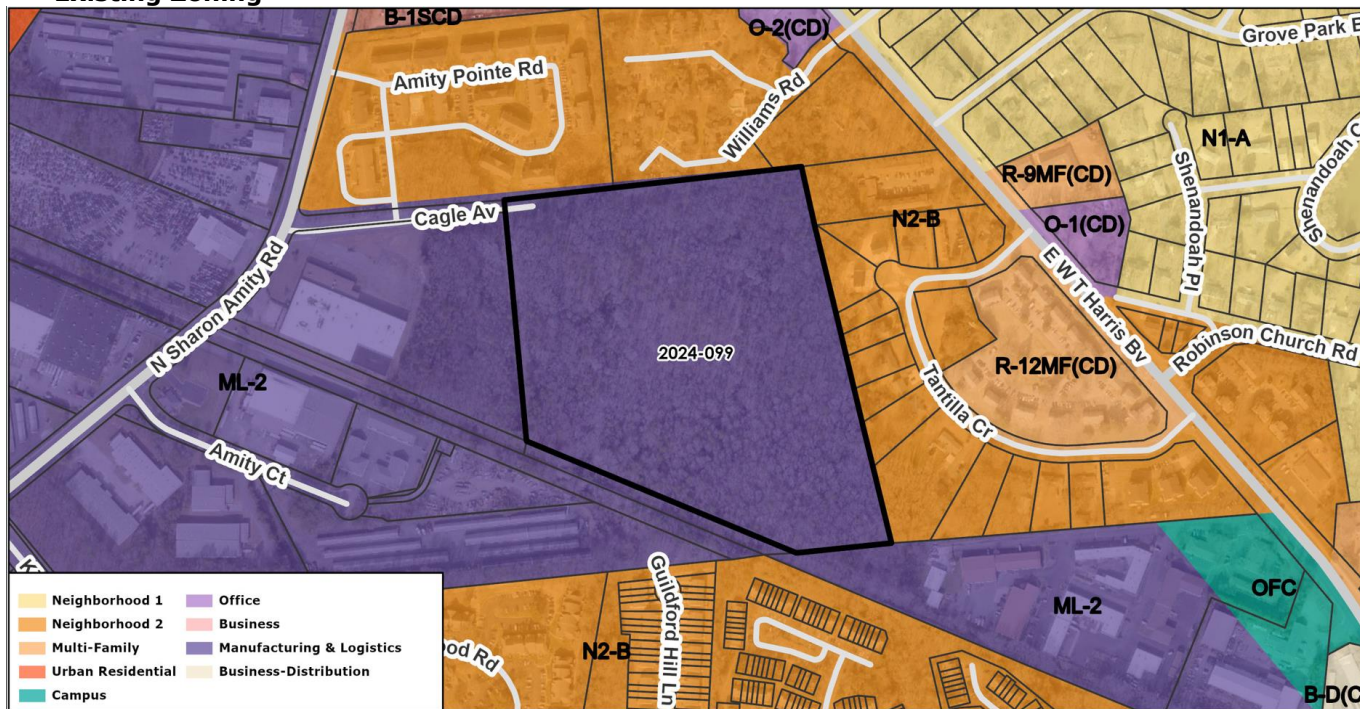 Existing Zoning
B-1SCD
O-2(CD)
Grove Park
Amity Pointe Rd
Williams Rd
N1-A
R-9MF(CD)
Shenandoah Pl
Shenandoah
Cagle Av
N2-B
O-1(CD)
E W T Harris Bv
N Sharon Amity Rd
2024-099
Robinson Church Rd
R-12MF(CD)
ML-2
Tantilla Cr
Amity Ct
Guildford Hill Ln
ML-2
OFC
N2-B
B-D(C
Neighborhood 1
Neighborhood 2
Multi-Family
Urban Residential
Campus
Office
Business
Manufacturing & Logistics
Business-Distribution
ood Rd